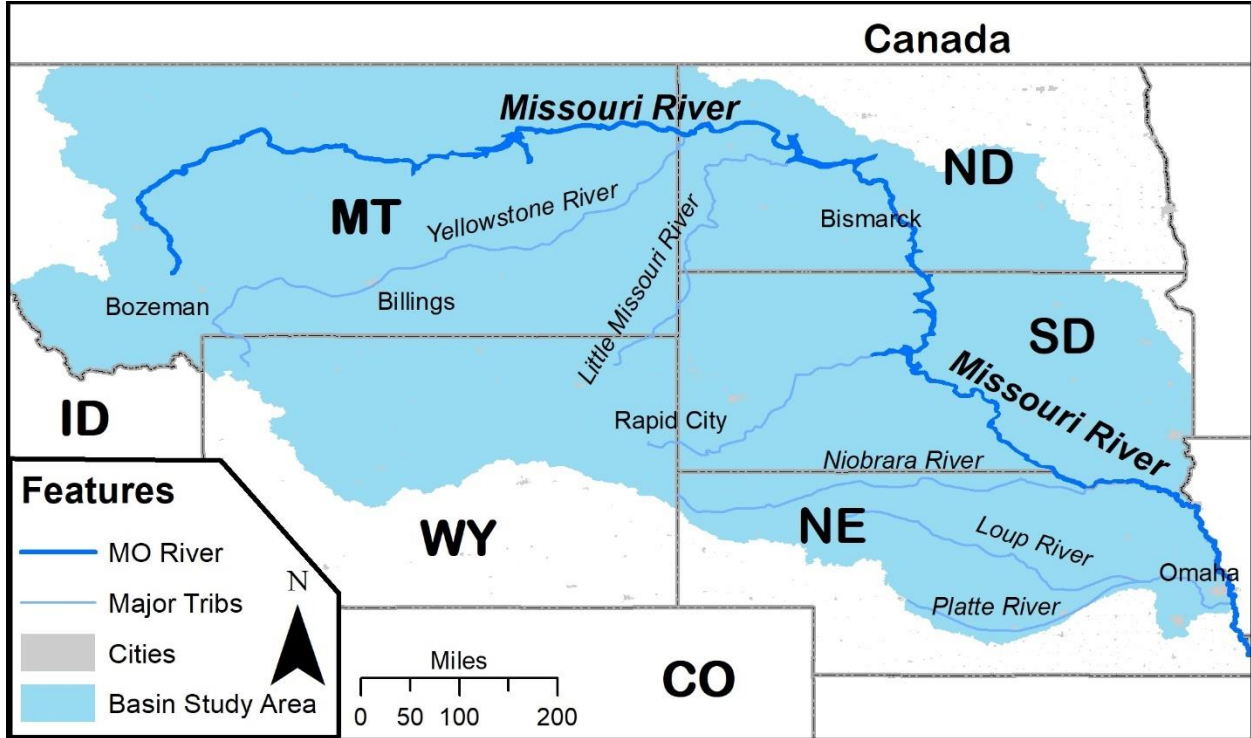 Canada
Missouri River
ND
MT
Yellowstone River
Bismarck
Bozeman
Billings
Little Missouri River
SD
Missouri River
ID
Rapid City
Niobrara River
Features
WY
NE
Loup River
MO River
N
Omaha
Major Tribs
Platte River
Cities
Miles
CO
Basin Study Area
0 50 100 200